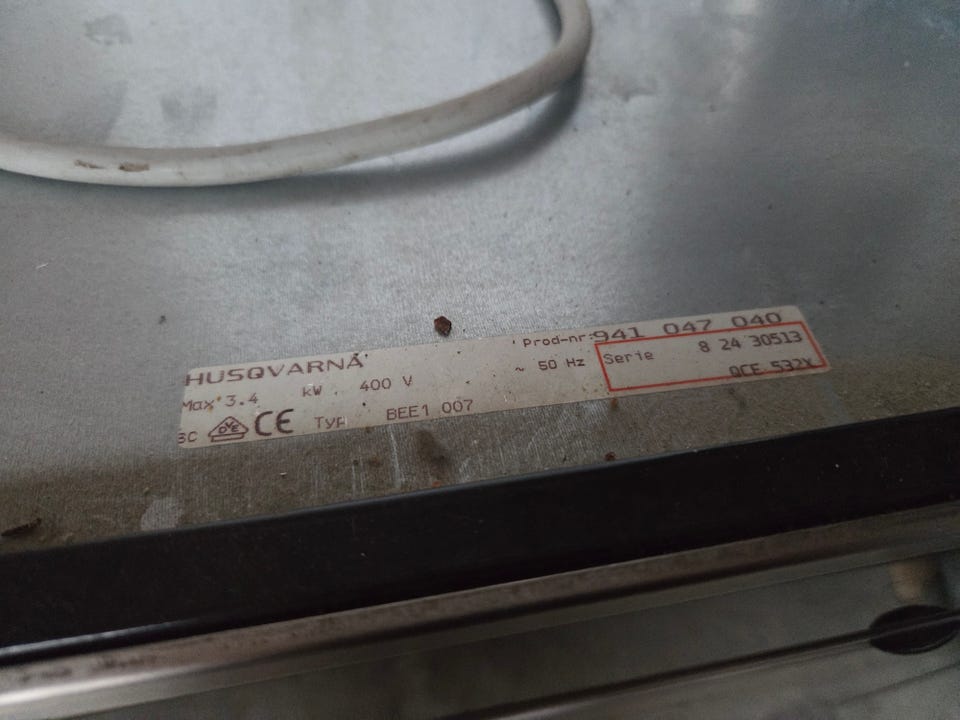 HUSQVARNA
Prod-nr: 941 047 040
Max 3.4 kW 400 V ~ 50 Hz
Serie 8 24 30513
DVE CE Typ BEE1 007
QCE 532X